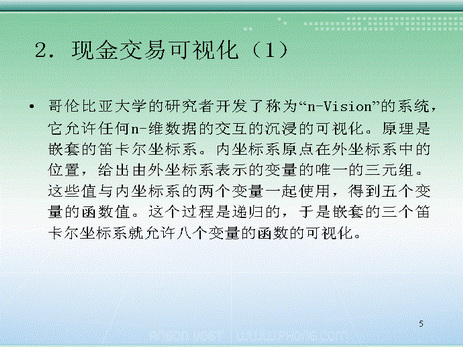 2．现金交易可视化（1）
• 哥伦比亚大学的研究者开发了称为“n-Vision”的系统，
它允许任何n-维数据的交互的沉浸的可视化。原理是
嵌套的笛卡尔坐标系。内坐标系原点在外坐标系中的
位置，给出由外坐标系表示的变量的唯一的三元组。
这些值与内坐标系的两个变量一起使用，得到五个变
量的函数值。这个过程是递归的，于是嵌套的三个笛
卡尔坐标系就允许八个变量的函数的可视化。
5